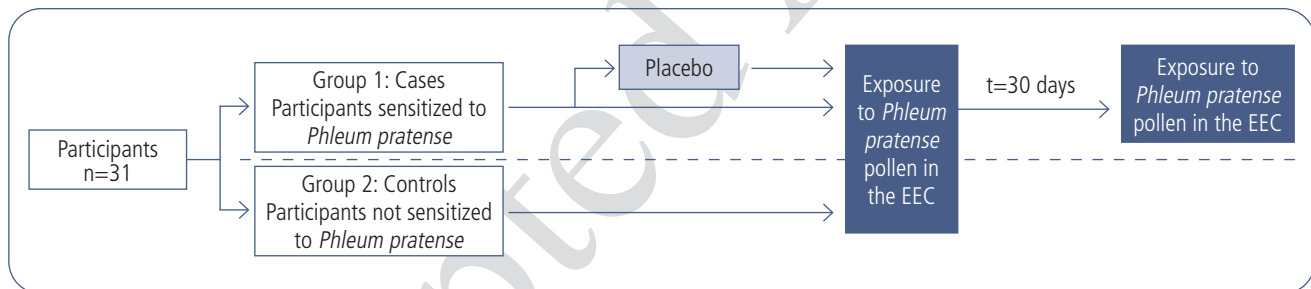 Participants
n=31
Group 1: Cases
Participants sensitized to
Phleum pratense
Group 2: Controls
Participants not sensitized
to Phleum pratense
Placebo
Exposure
to Phleum
pratense
pollen in
the EEC
t=30 days
Exposure to
Phleum pratense
pollen in the EEC